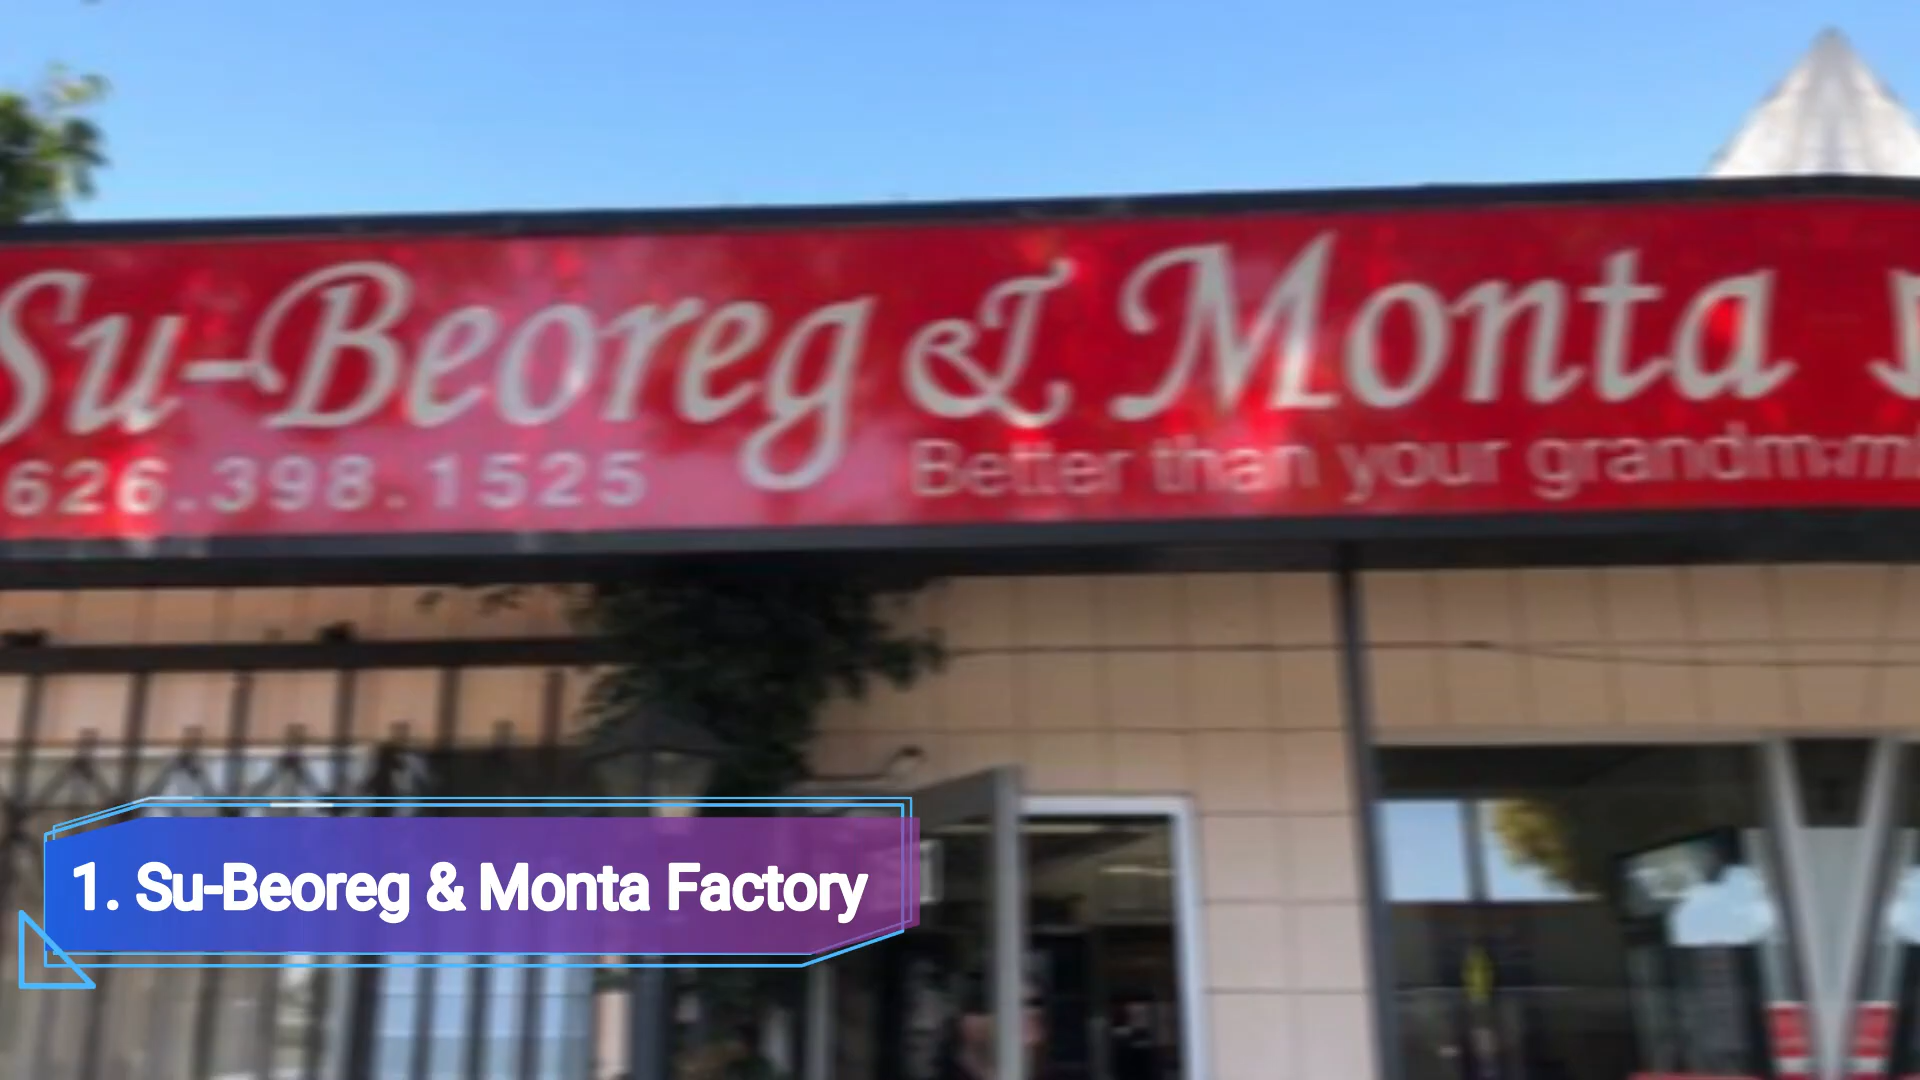 Su-Beoreg & Monta
626.398.1525
Better than your
1. Su-Beoreg & Monta Factory